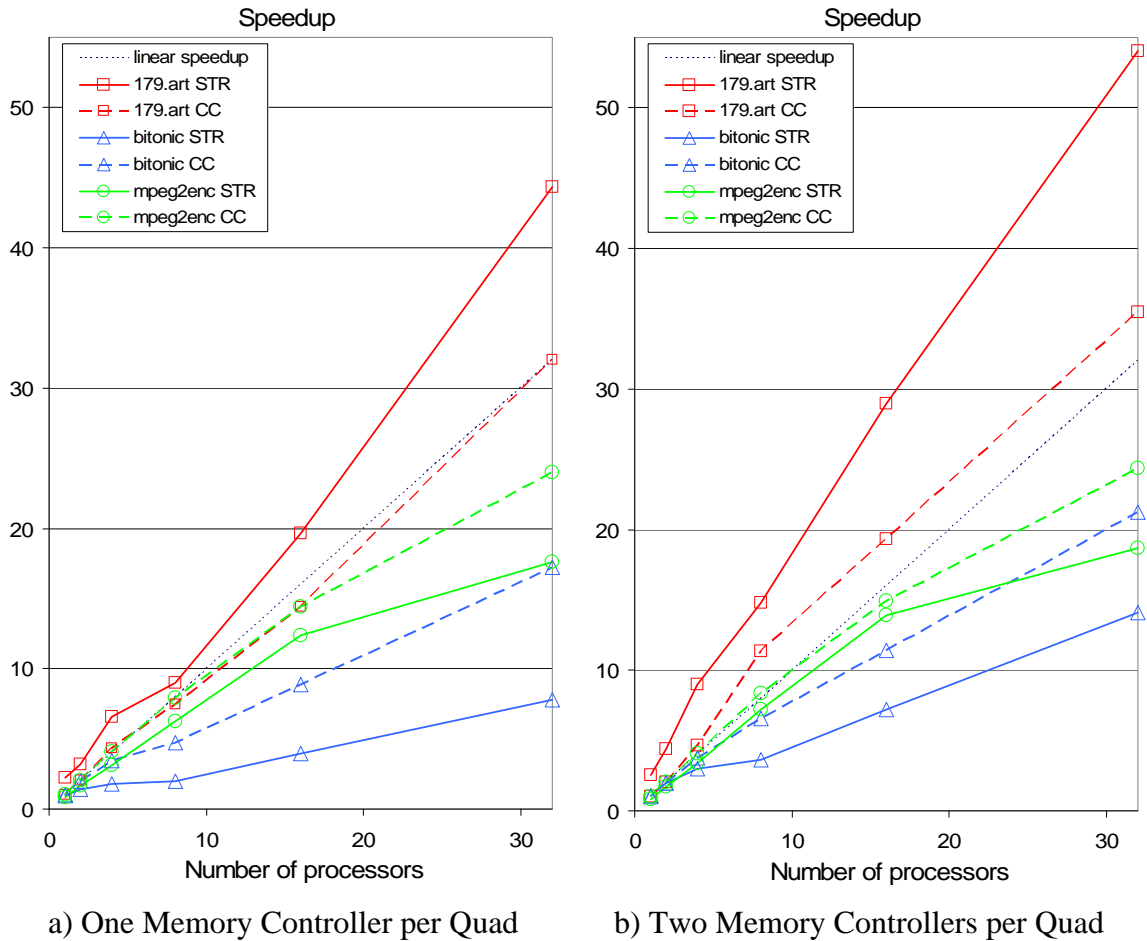 Speedup
linear speedup
179.art STR
179.art CC
bitonic STR
bitonic CC
mpeg2enc STR
mpeg2enc CC
50
40
30
20
10
0
0 10 20 30
Number of processors
a) One Memory Controller per Quad
Speedup
linear speedup
179.art STR
179.art CC
bitonic STR
bitonic CC
mpeg2enc STR
mpeg2enc CC
50
40
30
20
10
0
0 10 20 30
Number of processors
b) Two Memory Controllers per Quad